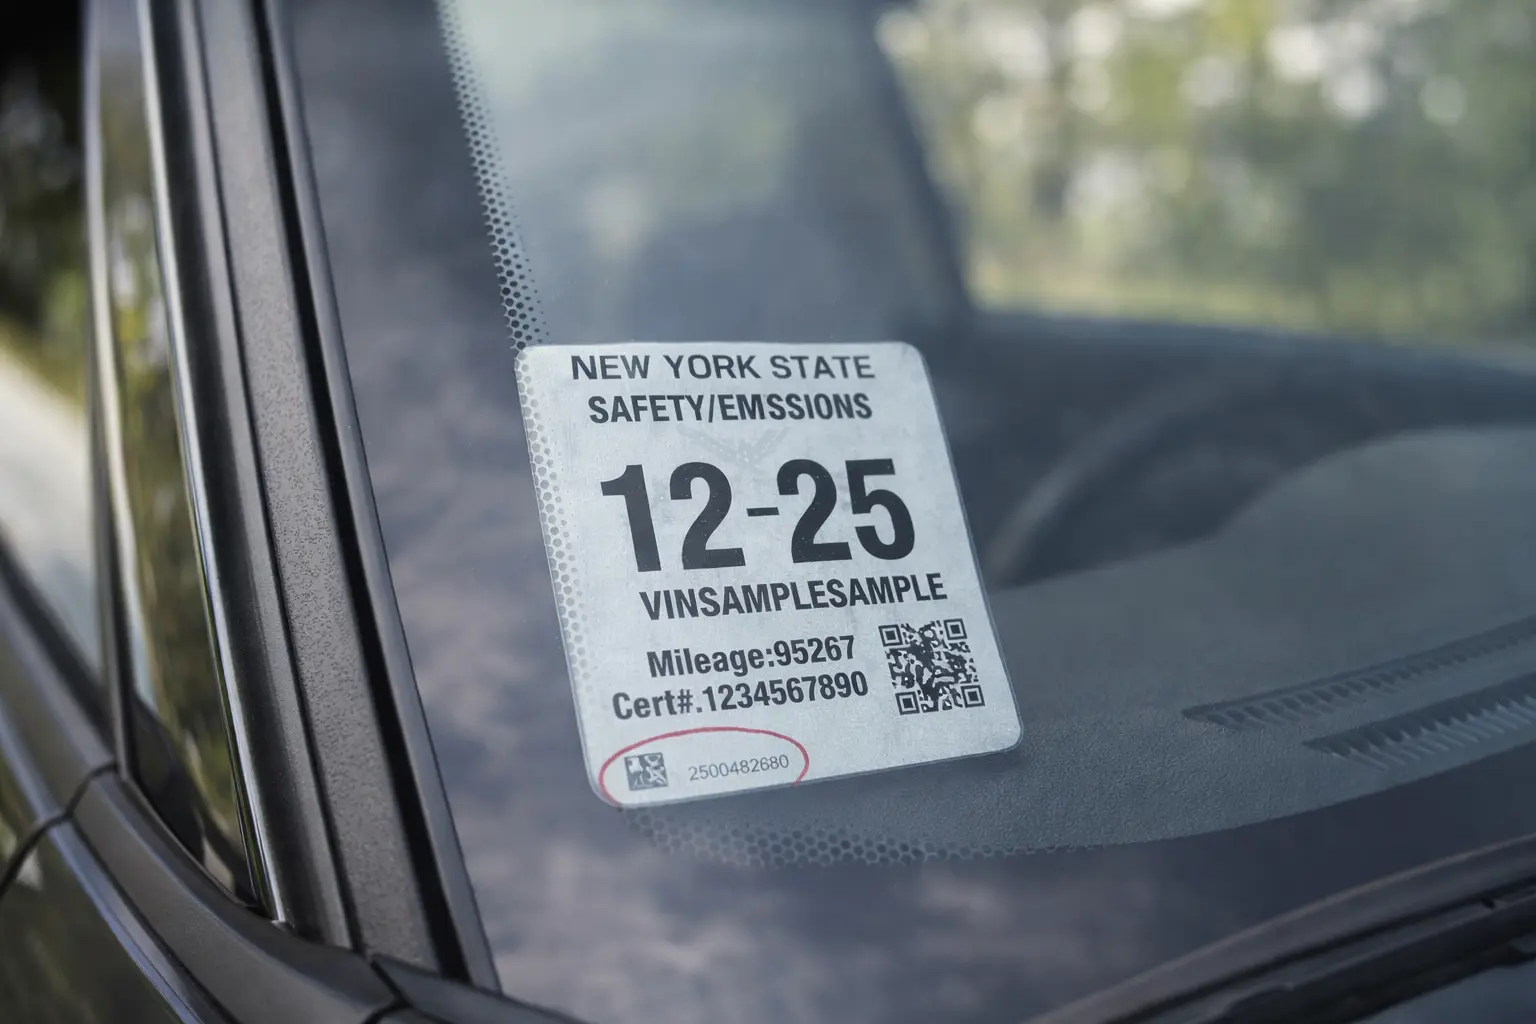 NEW YORK STATE
SAFETY/EMSSIONS
12-25
VINSAMPLESAMPLE
Mileage:95267
Cert#.1234567890
2500482680